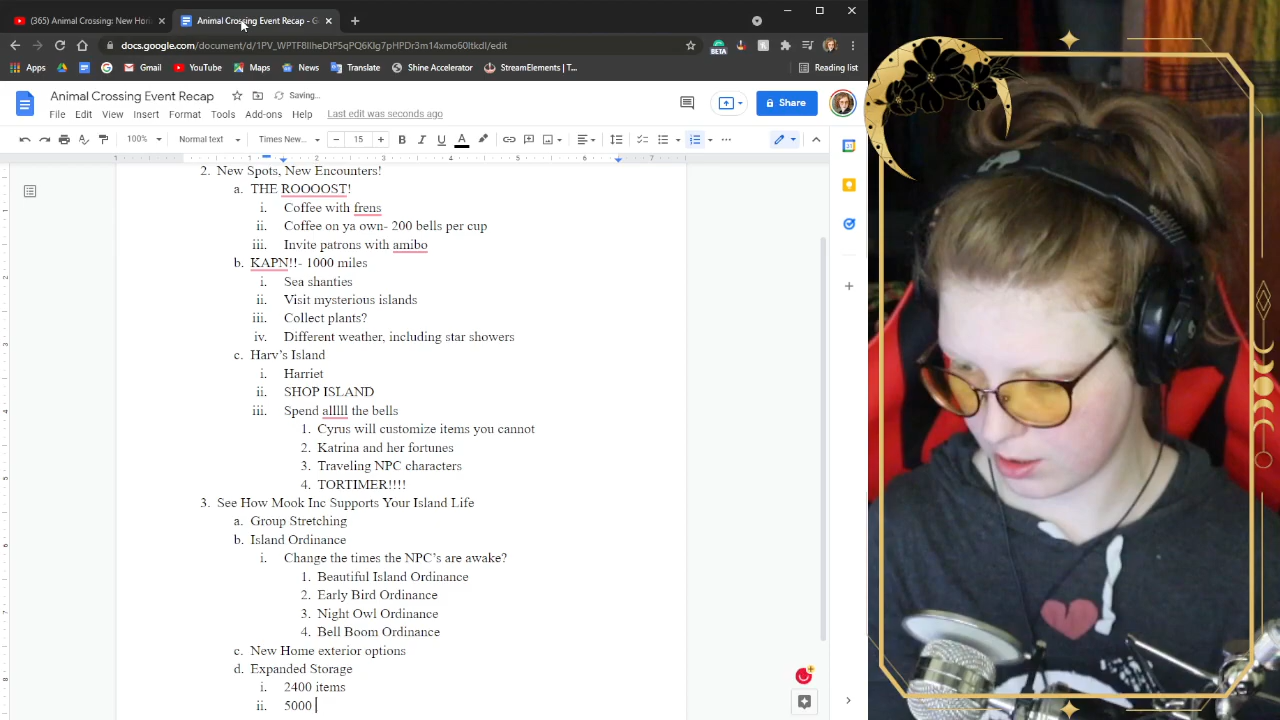 (365) Animal Crossing: New Hori
Animal Crossing Event Recap - G
docs.google.com/document/d/1PV_WPTF8IIheDtP5qPQ6Klg7pHPDr3m14xmo60ltkdI/edit
BETA
Apps
Gmail
YouTube
Maps
News
Translate
Shine Accelerator
StreamElements | T...
Reading list
Animal Crossing Event Recap
Saving...
Share
File Edit View Insert Format Tools Add-ons Help Last edit was seconds ago
100% Normal text Times New... 15 B I U A
2. New Spots, New Encounters!
a. THE ROOOOST!
i. Coffee with frens
ii. Coffee on ya own- 200 bells per cup
iii. Invite patrons with amibo
b. KAPN!!- 1000 miles
i. Sea shanties
ii. Visit mysterious islands
iii. Collect plants?
iv. Different weather, including star showers
c. Harv's Island
i. Harriet
ii. SHOP ISLAND
iii. Spend alllll the bells
1. Cyrus will customize items you cannot
2. Katrina and her fortunes
3. Traveling NPC characters
4. TORTIMER!!!!
3. See How Mook Inc Supports Your Island Life
a. Group Stretching
b. Island Ordinance
i. Change the times the NPC's are awake?
1. Beautiful Island Ordinance
2. Early Bird Ordinance
3. Night Owl Ordinance
4. Bell Boom Ordinance
c. New Home exterior options
d. Expanded Storage
i. 2400 items
ii. 5000